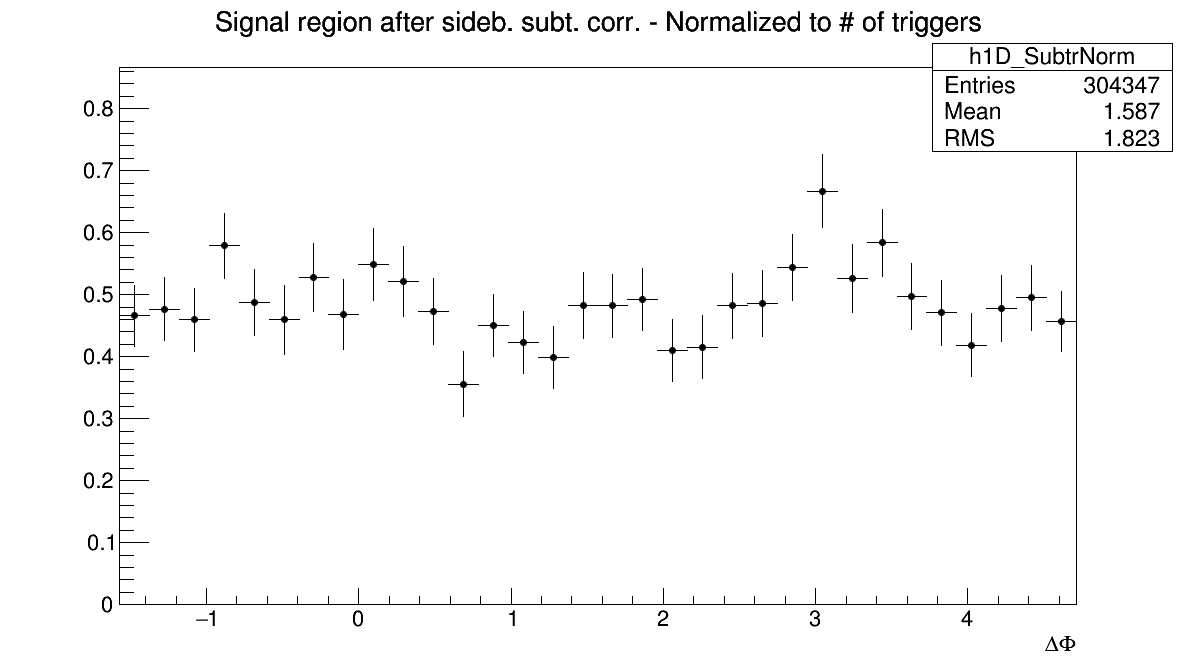 Signal region after sideb. subt. corr. - Normalized to # of triggers
h1D_SubtrNorm
Entries 304347
Mean 1.587
RMS 1.823
0.8
0.7
0.6
0.5
0.4
0.3
0.2
0.1
0
−1 0 1 2 3 4
ΔΦ